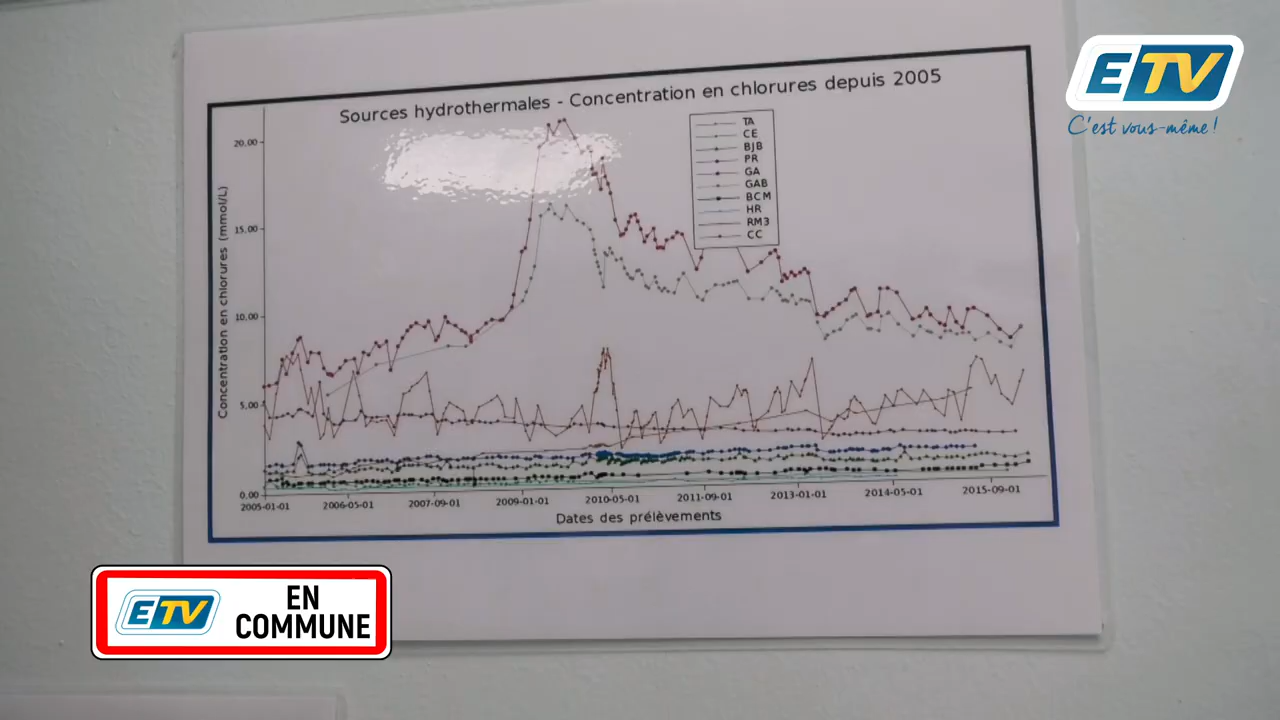 ETV
C'est vous-même !
Sources hydrothermales - Concentration en chlorures depuis 2005
TA
CE
BJB
PR
GA
GAB
BCM
HR
RM3
CC
Concentration en chlorures (mmol/L)
20.00
15.00
10.00
5.00
0.00
2005-01-01 2006-05-01 2007-09-01 2009-01-01 2010-05-01 2011-09-01 2013-01-01 2014-05-01 2015-09-01
Dates des prélèvements
ETV EN
COMMUNE